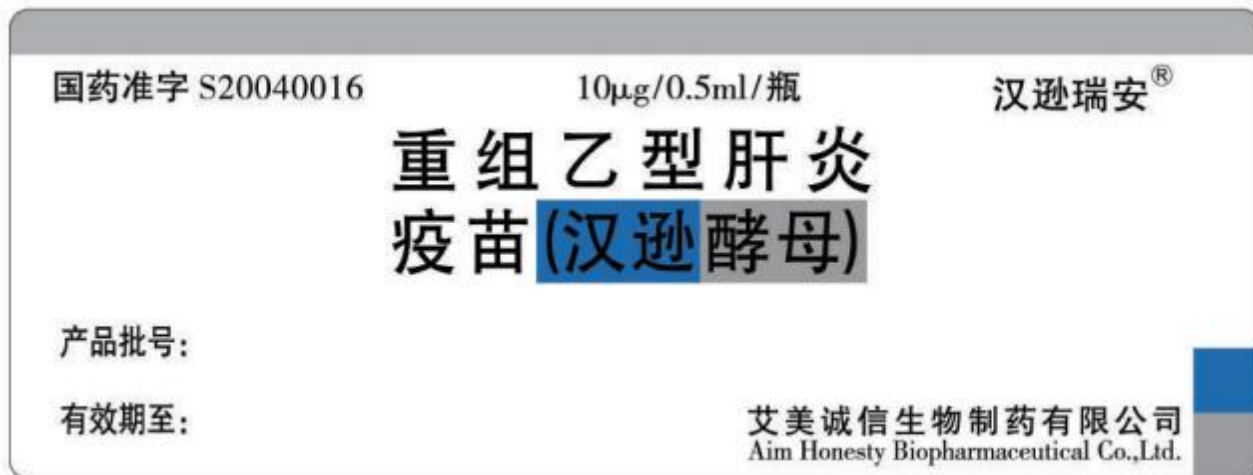 国药准字 S20040016 10μg/0.5ml/瓶 汉逊瑞安®
重组乙型肝炎
疫苗(汉逊酵母)
产品批号：
有效期至：
艾美诚信生物制药有限公司
Aim Honesty Biopharmaceutical Co.,Ltd.